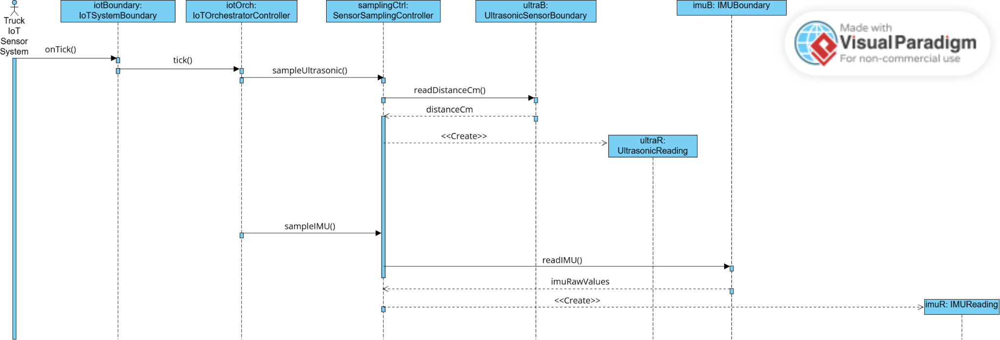 Truck
IoT
Sensor
System
iotBoundary:
IoTSystemBoundary
iotOrch:
IoTOrchestratorController
samplingCtrl:
SensorSamplingController
ultraB:
UltrasonicSensorBoundary
imuB: IMUBoundary
Made with
Visual Paradigm
For non-commercial use
onTick()
tick()
sampleUltrasonic()
readDistanceCm()
distanceCm
<<Create>>
ultraR:
UltrasonicReading
sampleIMU()
readIMU()
imuRawValues
<<Create>>
imuR: IMUReading